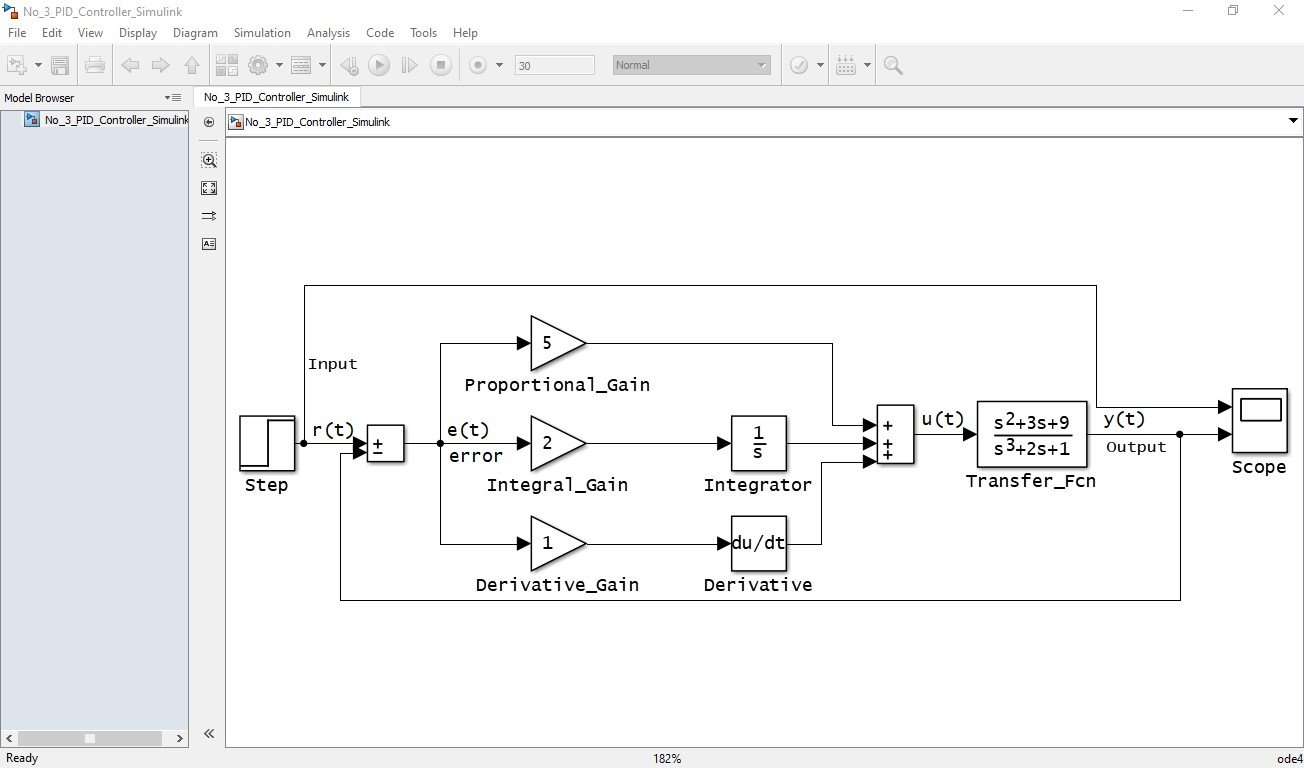 No_3_PID_Controller_Simulink
File Edit View Display Diagram Simulation Analysis Code Tools Help
30 Normal
Model Browser
No_3_PID_Controller_Simulink
No_3_PID_Controller_Simulink
No_3_PID_Controller_Simulink
Input
5
Proportional_Gain
r(t)
±
Step
e(t)
error
2
Integral_Gain
1
s
Integrator
1
Derivative_Gain
du/dt
Derivative
+
+
+
u(t)
s²+3s+9
s³+2s+1
Transfer_Fcn
y(t)
Output
Scope
Ready 182% ode4